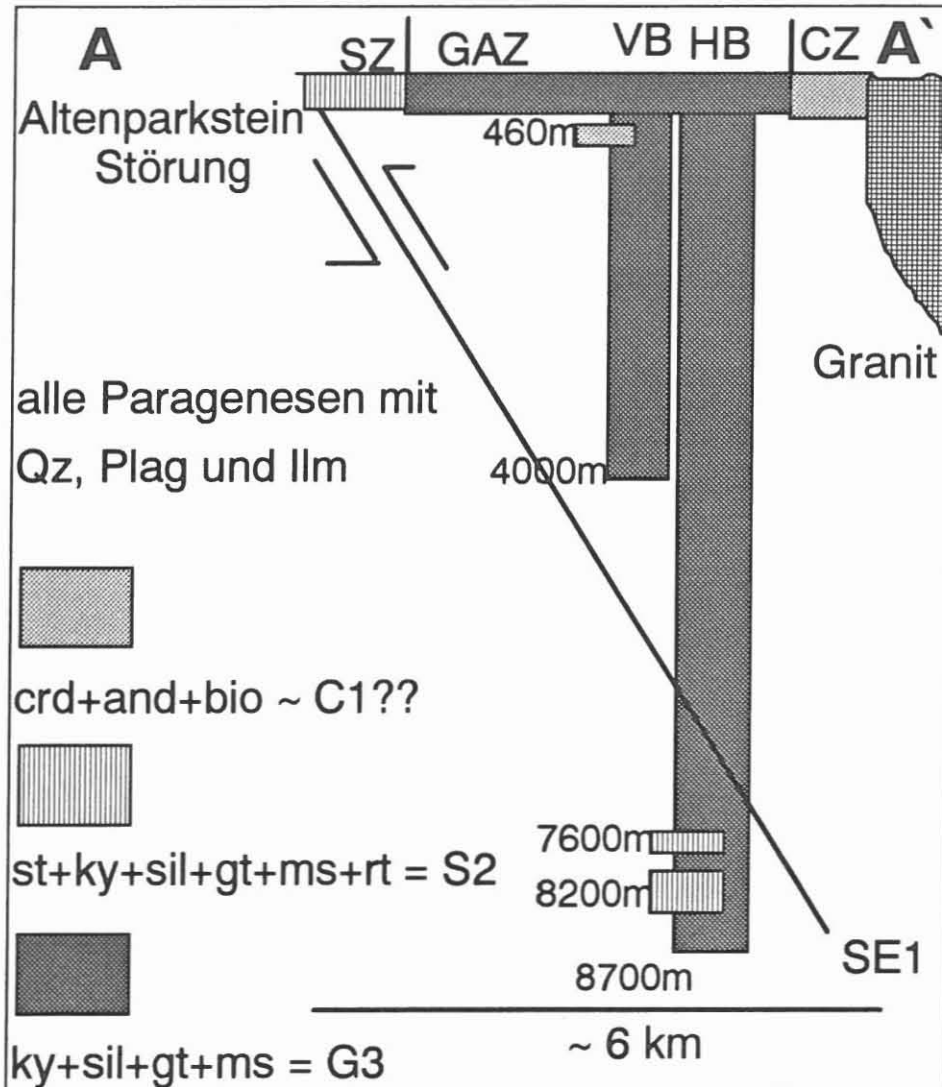 A SZ GAZ VB HB CZ A`
Altenparkstein
Störung
460m
Granit
alle Paragenesen mit
Qz, Plag und Ilm
4000m
crd+and+bio ~ C1??
7600m
st+ky+sil+gt+ms+rt = S2
8200m
SE1
8700m
~ 6 km
ky+sil+gt+ms = G3